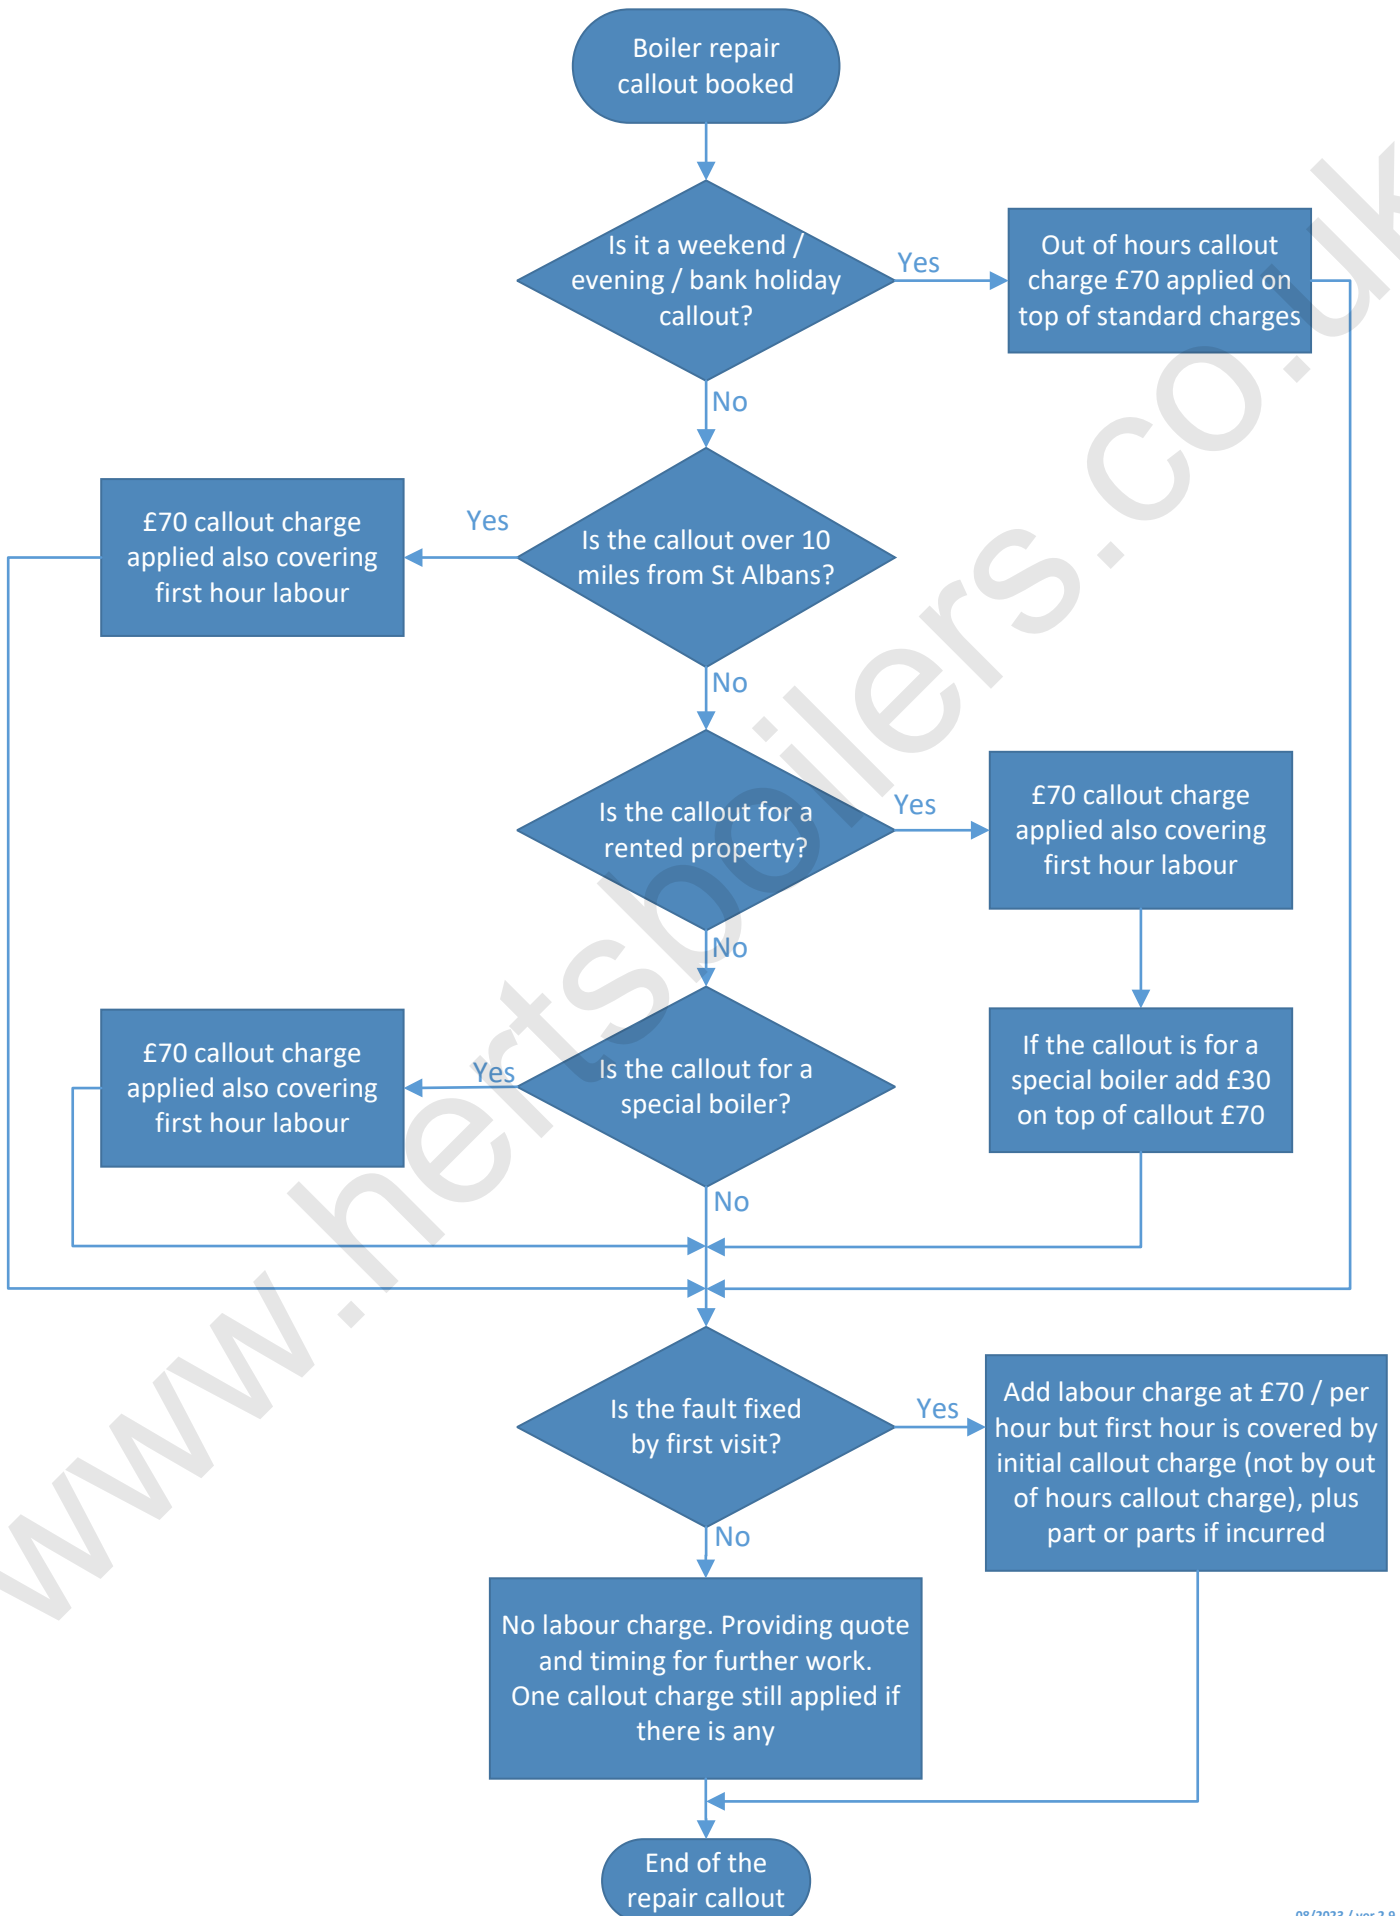 Boiler repair
callout booked
Is it a weekend /
evening / bank holiday
callout?
Yes
Out of hours callout
charge £70 applied on
top of standard charges
No
Is the callout over 10
miles from St Albans?
Yes
£70 callout charge
applied also covering
first hour labour
No
Is the callout for a
rented property?
Yes
£70 callout charge
applied also covering
first hour labour
If the callout is for a
special boiler add £30
on top of callout £70
No
Is the callout for a
special boiler?
Yes
£70 callout charge
applied also covering
first hour labour
No
Is the fault fixed
by first visit?
Yes
Add labour charge at £70 / per
hour but first hour is covered by
initial callout charge (not by out
of hours callout charge), plus
part or parts if incurred
No
No labour charge. Providing quote
and timing for further work.
One callout charge still applied if
there is any
End of the
repair callout
www.hertsboilers.co.uk
08/2023 / ver 2.9